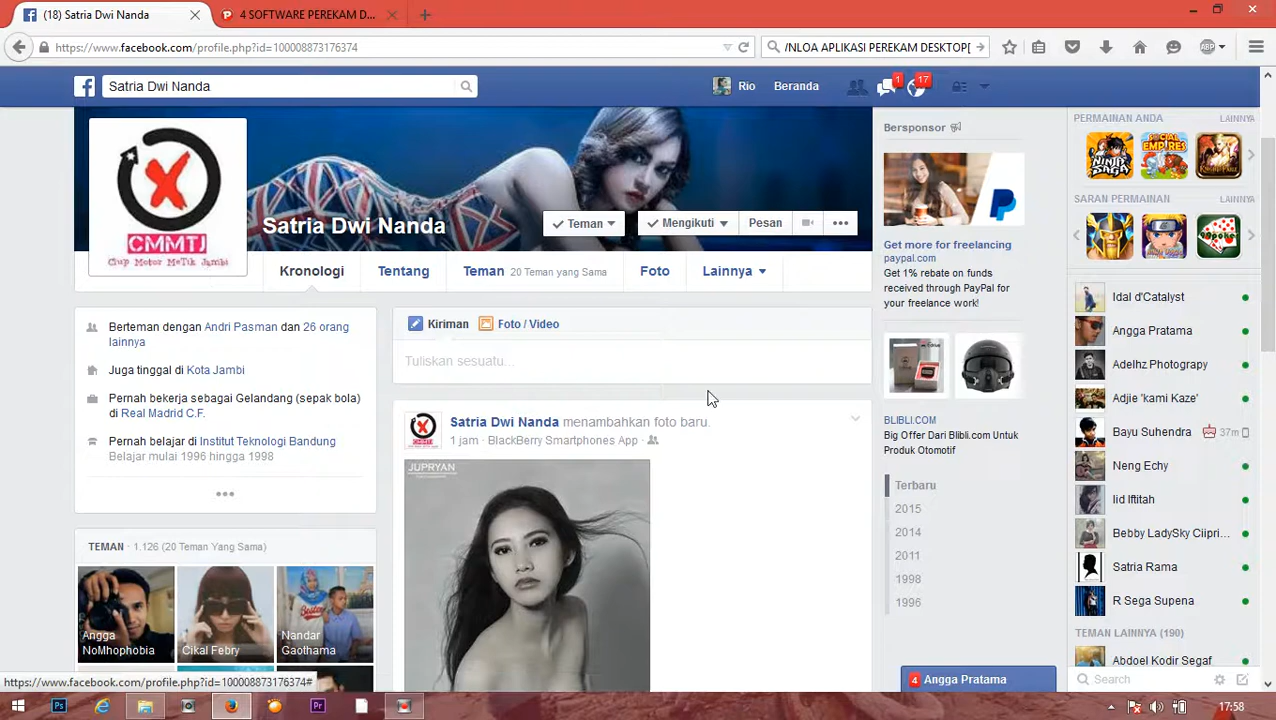 (18) Satria Dwi Nanda
4 SOFTWARE PEREKAM D...
https://www.facebook.com/profile.php?id=100008873176374
/NLOA APLIKASI PEREKAM DESKTOP[
ABP
Satria Dwi Nanda
Rio
Beranda
1
17
CMMTJ
Club Motor MeTik Jambi
Satria Dwi Nanda
Teman
Mengikuti
Pesan
Kronologi
Tentang
Teman 20 Teman yang Sama
Foto
Lainnya
Berteman dengan Andri Pasman dan 26 orang
lainnya
Juga tinggal di Kota Jambi
Pernah bekerja sebagai Gelandang (sepak bola)
di Real Madrid C.F.
Pernah belajar di Institut Teknologi Bandung
Belajar mulai 1996 hingga 1998
TEMAN · 1.126 (20 Teman Yang Sama)
Angga
NoMhophobia
Cikal Febry
Nandar
Gaothama
Kiriman
Foto / Video
Tuliskan sesuatu...
Satria Dwi Nanda menambahkan foto baru.
1 jam · BlackBerry Smartphones App ·
JUPRYAN
Bersponsor
Get more for freelancing
paypal.com
Get 1% rebate on funds
received through PayPal for
your freelance work!
BLIBLI.COM
Big Offer Dari Blibli.com Untuk
Produk Otomotif
Terbaru
2015
2014
2011
1998
1996
PERMAINAN ANDA
LAINNYA
SARAN PERMAINAN
LAINNYA
Idal d'Catalyst
Angga Pratama
Adelhz Photograpy
Adjie 'kami Kaze'
Bayu Suhendra
37m
Neng Echy
Iid Iftitah
Bebby LadySky Ciipri...
Satria Rama
R Sega Supena
TEMAN LAINNYA (190)
Abdoel Kodir Segaf
4 Angga Pratama
Search
https://www.facebook.com/profile.php?id=100008873176374#
Ps
Pr
17:58